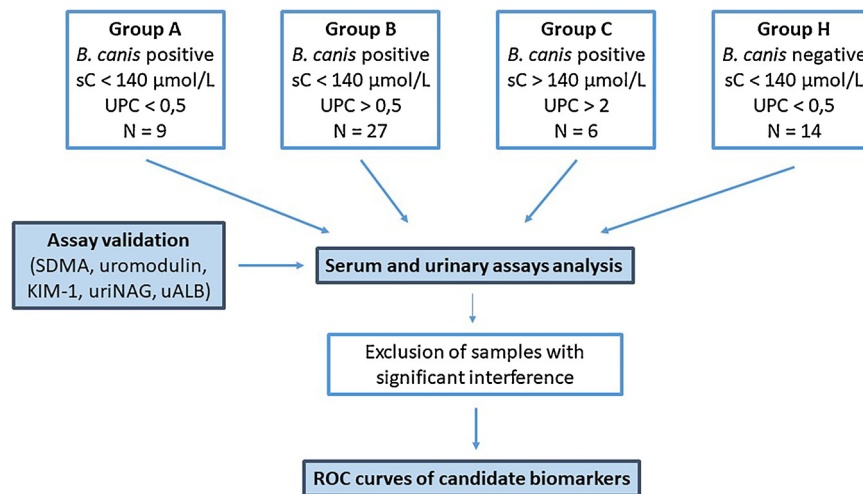 Group A
B. canis positive
sC < 140 µmol/L
UPC < 0,5
N = 9
Group B
B. canis positive
sC < 140 µmol/L
UPC > 0,5
N = 27
Group C
B. canis positive
sC > 140 µmol/L
UPC > 2
N = 6
Group H
B. canis negative
sC < 140 µmol/L
UPC < 0,5
N = 14
Assay validation
(SDMA, uromodulin,
KIM-1, uriNAG, uALB)
Serum and urinary assays analysis
Exclusion of samples with
significant interference
ROC curves of candidate biomarkers